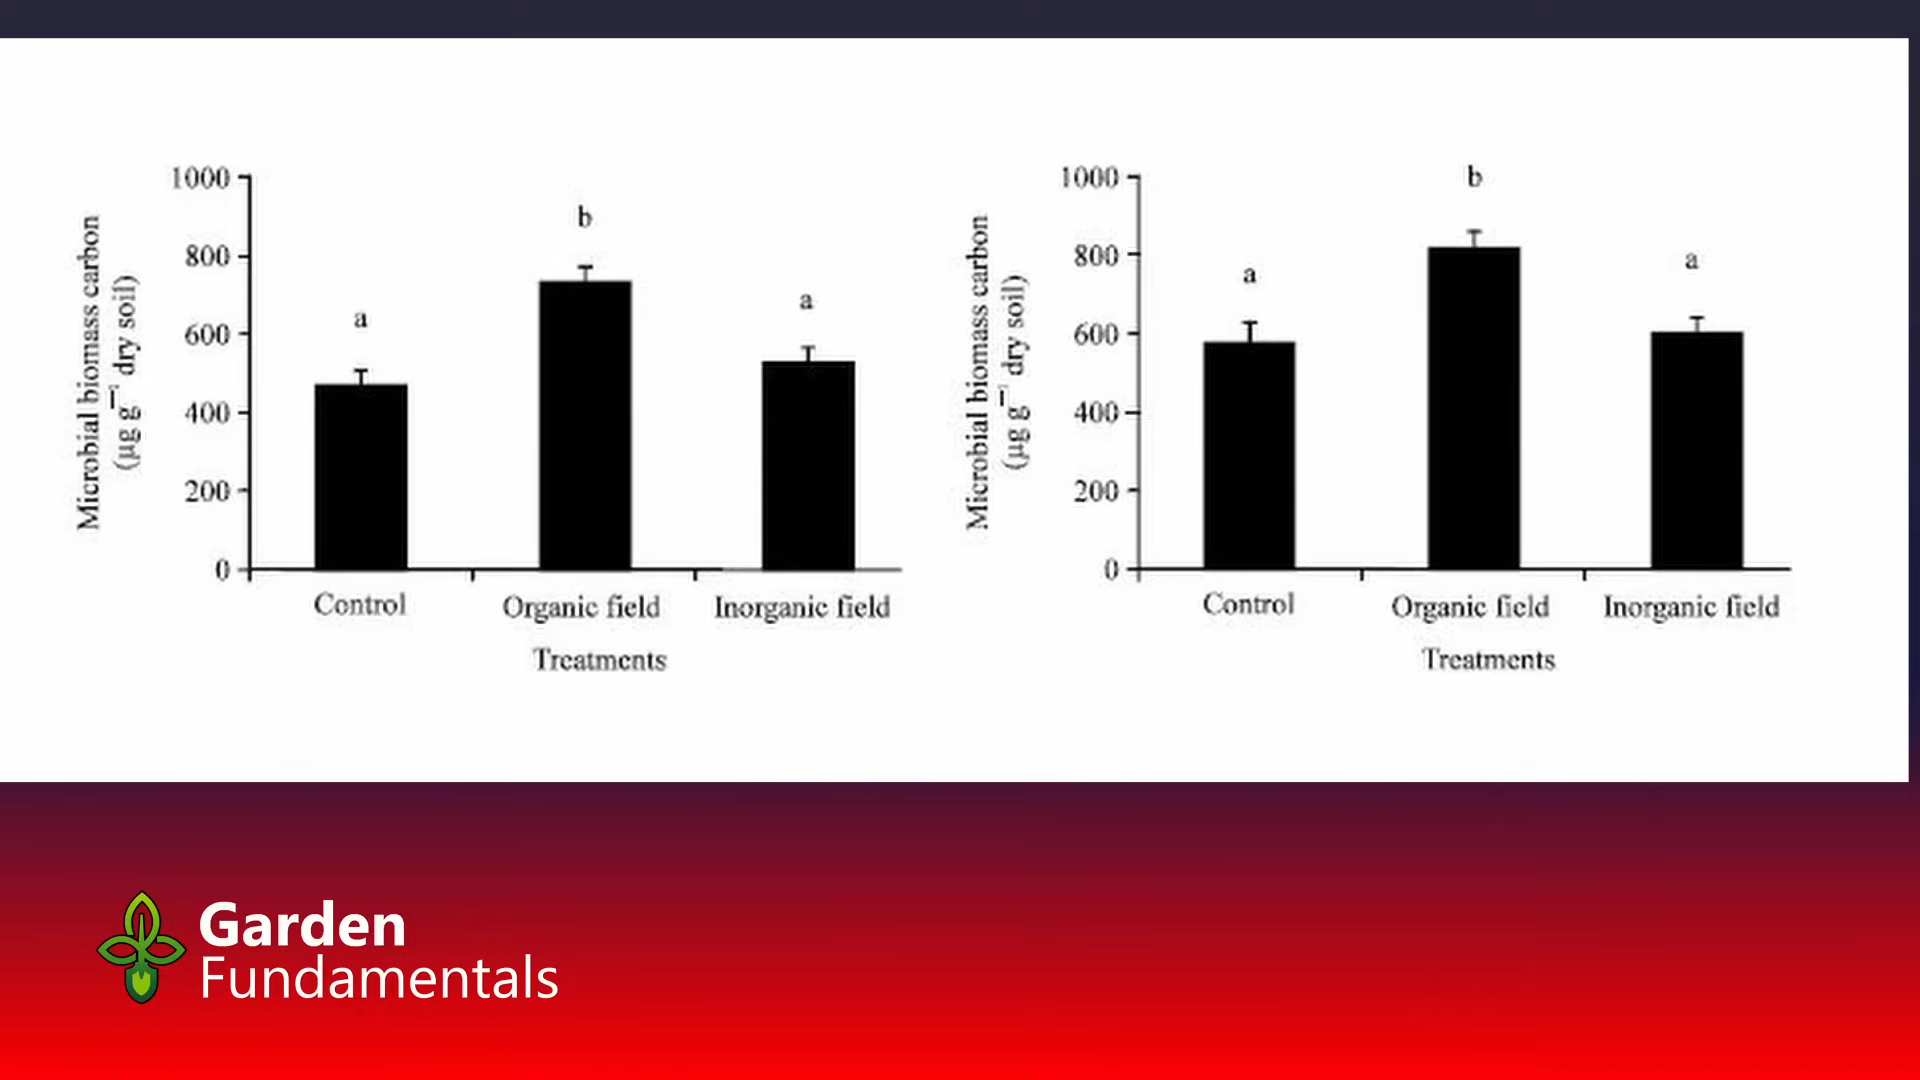 1000
800
600
400
200
0
Microbial biomass carbon
(μg g⁻¹ dry soil)
a
b
a
Control
Organic field
Inorganic field
Treatments
1000
800
600
400
200
0
Microbial biomass carbon
(μg g⁻¹ dry soil)
a
b
a
Control
Organic field
Inorganic field
Treatments
Garden
Fundamentals